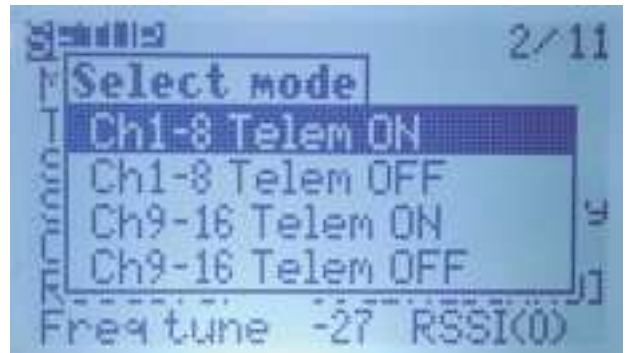 2/11
Select mode
Ch1-8 Telem ON
Ch1-8 Telem OFF
Ch9-16 Telem ON
Ch9-16 Telem OFF
Freq tune -27 RSSI(0)